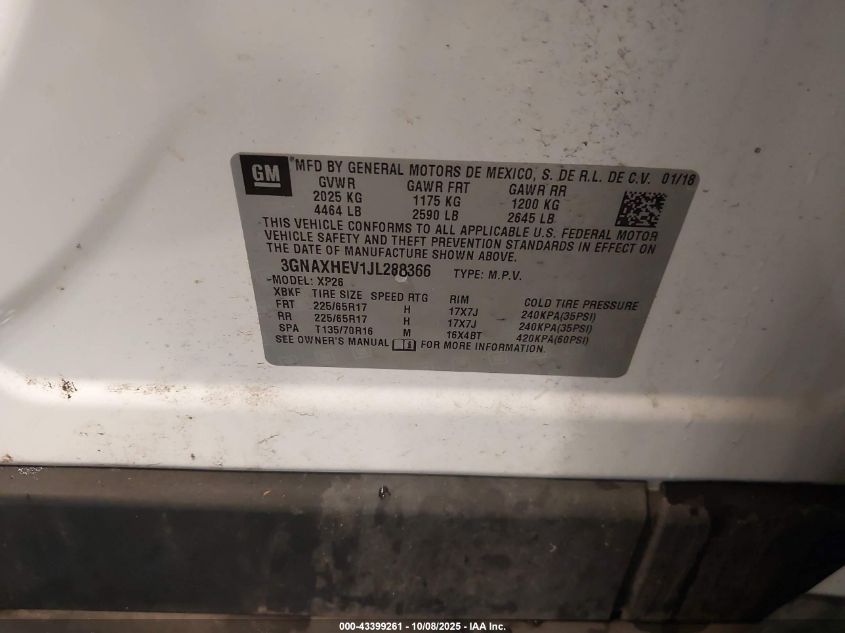 GM
MFD BY GENERAL MOTORS DE MEXICO, S. DE R.L. DE C.V. 01/18
GVWR GAWR FRT GAWR RR
2025 KG 1175 KG 1200 KG
4464 LB 2590 LB 2645 LB
THIS VEHICLE CONFORMS TO ALL APPLICABLE U.S. FEDERAL MOTOR
VEHICLE SAFETY AND THEFT PREVENTION STANDARDS IN EFFECT ON
THE DATE OF MANUFACTURE SHOWN ABOVE.
3GNAXHEV1JL288366 TYPE: M.P.V.
MODEL: XP26
XBKF TIRE SIZE SPEED RTG RIM COLD TIRE PRESSURE
FRT 225/65R17 H 17X7J 240KPA(35PSI)
RR 225/65R17 H 17X7J 240KPA(35PSI)
SPA T135/70R16 M 16X4BT 420KPA(60PSI)
SEE OWNER'S MANUAL FOR MORE INFORMATION.
000-43399261 - 10/08/2025 - IAA Inc.